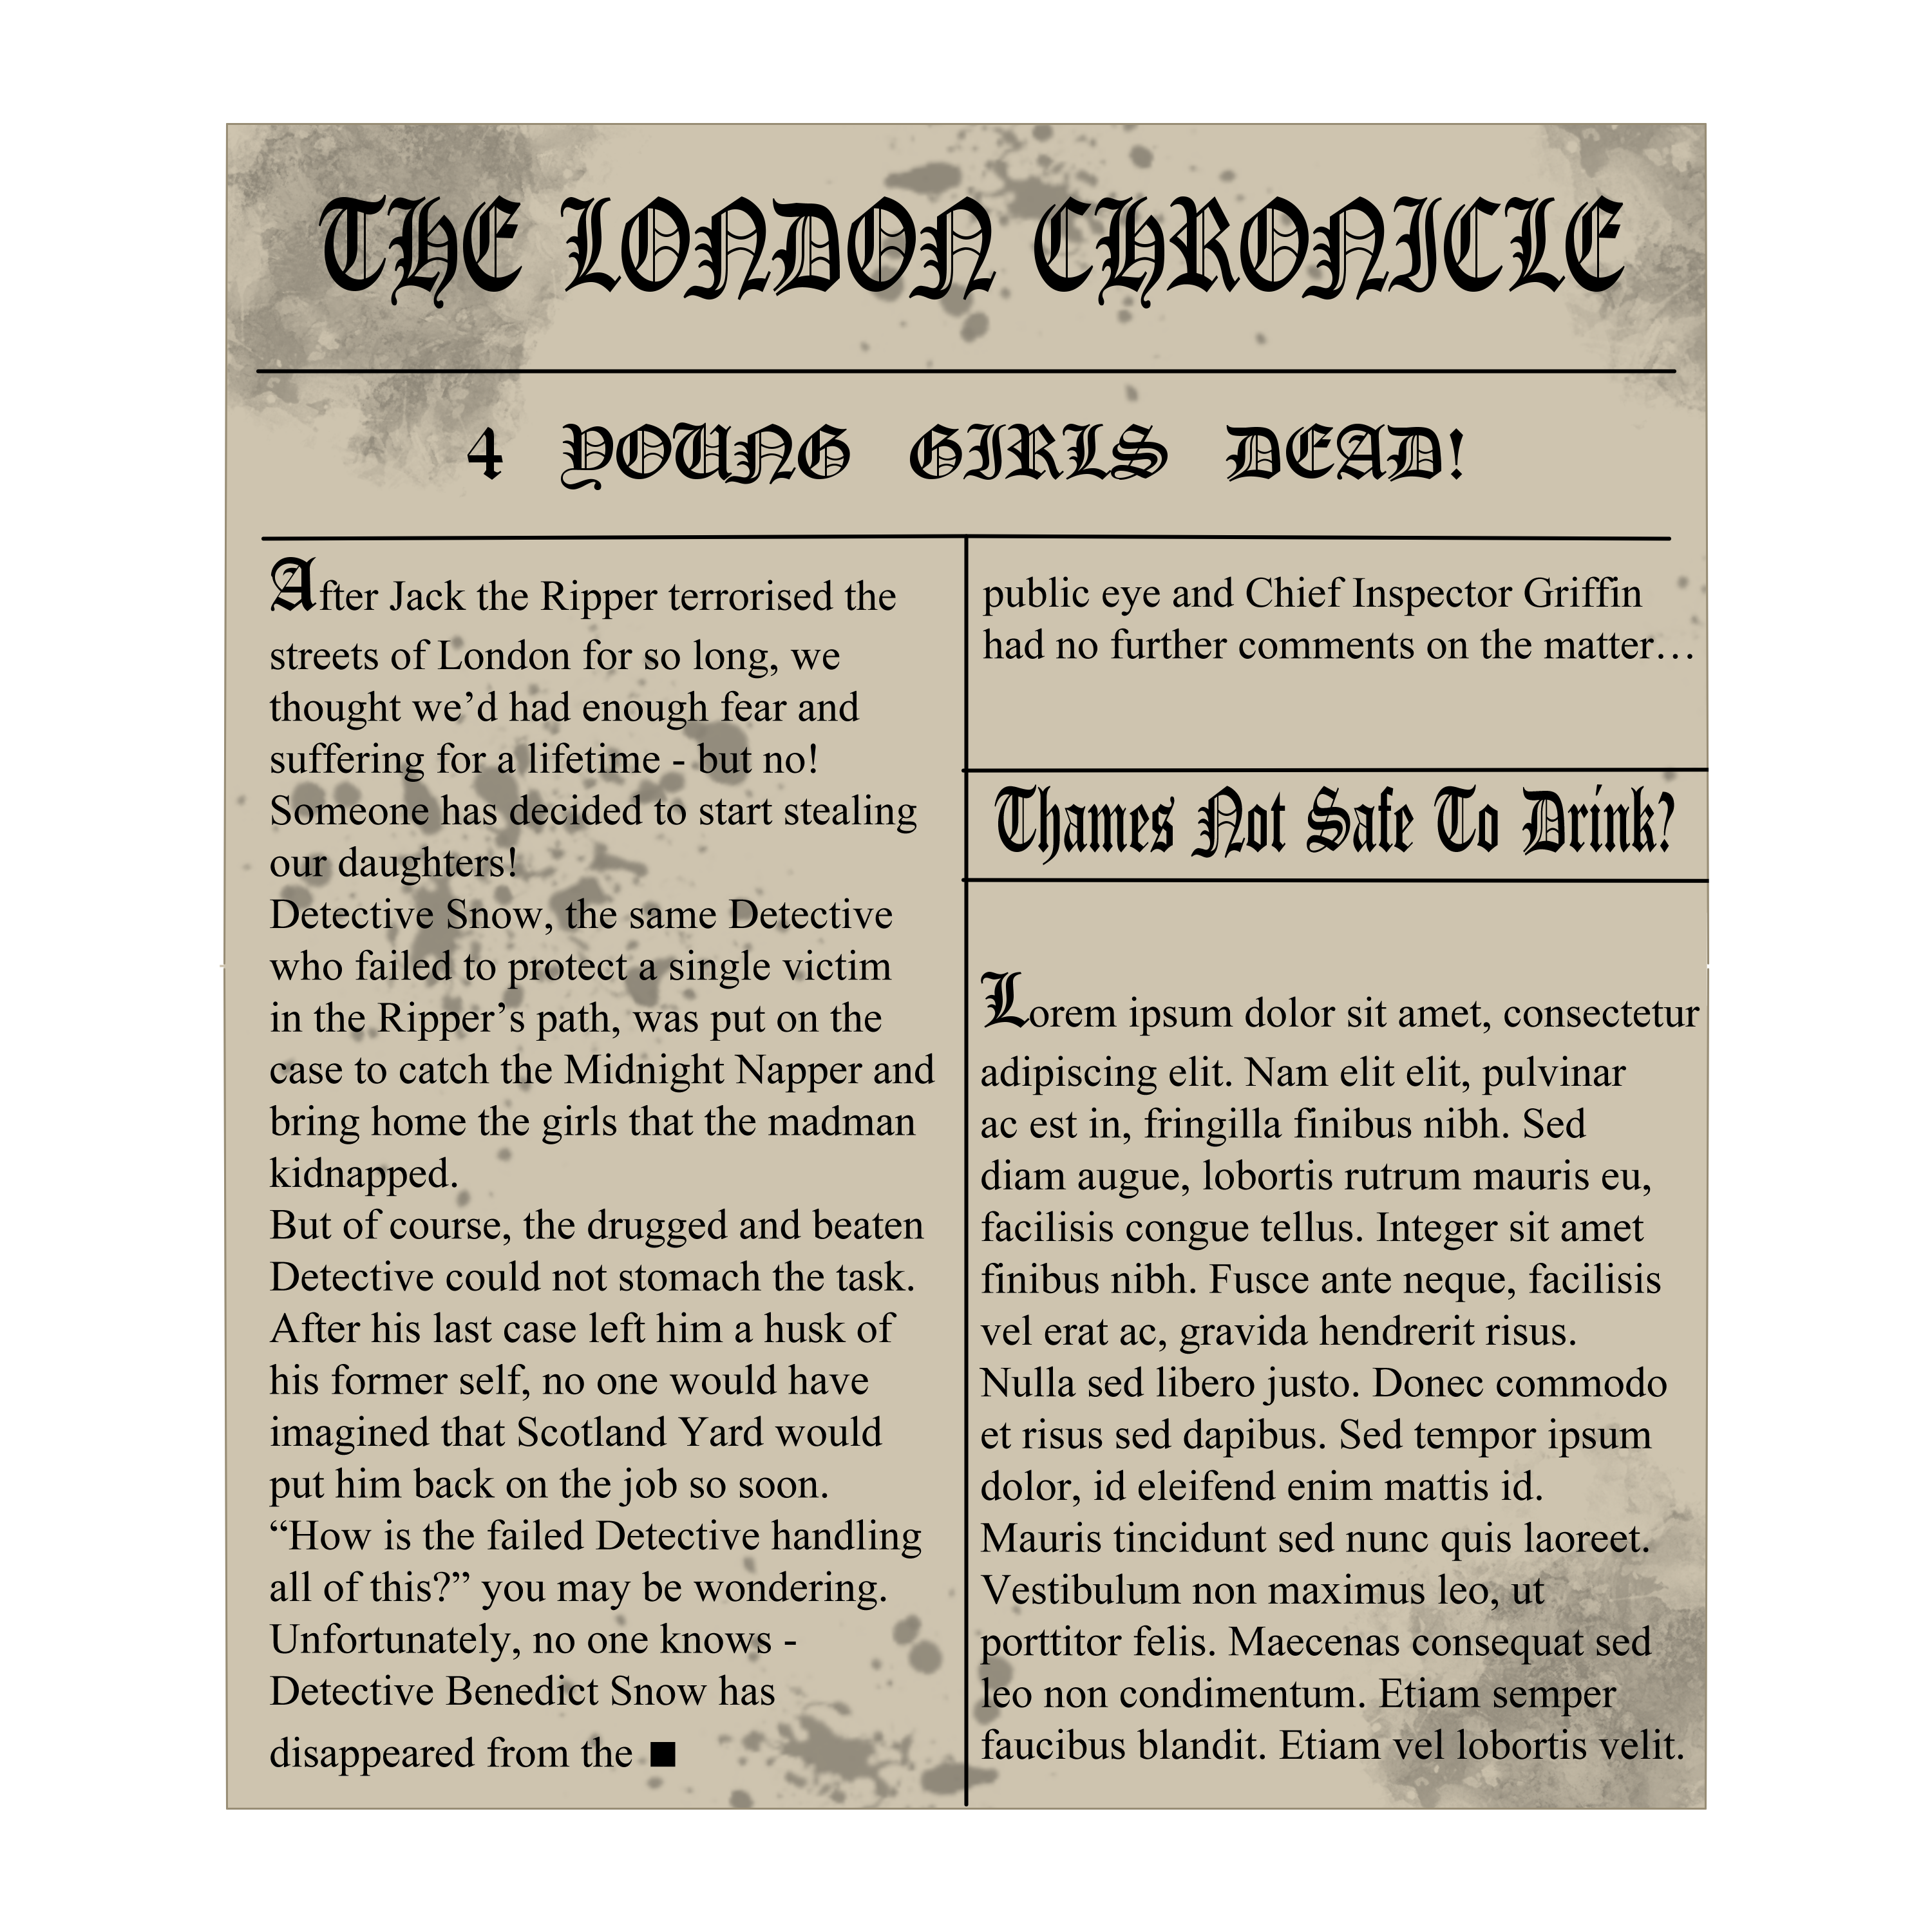 THE LONDON CHRONICLE
4 YOUNG GIRLS DEAD!
After Jack the Ripper terrorised the
streets of London for so long, we
thought we’d had enough fear and
suffering for a lifetime - but no!
Someone has decided to start stealing
our daughters!
Detective Snow, the same Detective
who failed to protect a single victim
in the Ripper’s path, was put on the
case to catch the Midnight Napper and
bring home the girls that the madman
kidnapped.
But of course, the drugged and beaten
Detective could not stomach the task.
After his last case left him a husk of
his former self, no one would have
imagined that Scotland Yard would
put him back on the job so soon.
“How is the failed Detective handling
all of this?” you may be wondering.
Unfortunately, no one knows -
Detective Benedict Snow has
disappeared from the ■
public eye and Chief Inspector Griffin
had no further comments on the matter…
Thames Not Safe To Drink?
Lorem ipsum dolor sit amet, consectetur
adipiscing elit. Nam elit elit, pulvinar
ac est in, fringilla finibus nibh. Sed
diam augue, lobortis rutrum mauris eu,
facilisis congue tellus. Integer sit amet
finibus nibh. Fusce ante neque, facilisis
vel erat ac, gravida hendrerit risus.
Nulla sed libero justo. Donec commodo
et risus sed dapibus. Sed tempor ipsum
dolor, id eleifend enim mattis id.
Mauris tincidunt sed nunc quis laoreet.
Vestibulum non maximus leo, ut
porttitor felis. Maecenas consequat sed
leo non condimentum. Etiam semper
faucibus blandit. Etiam vel lobortis velit.